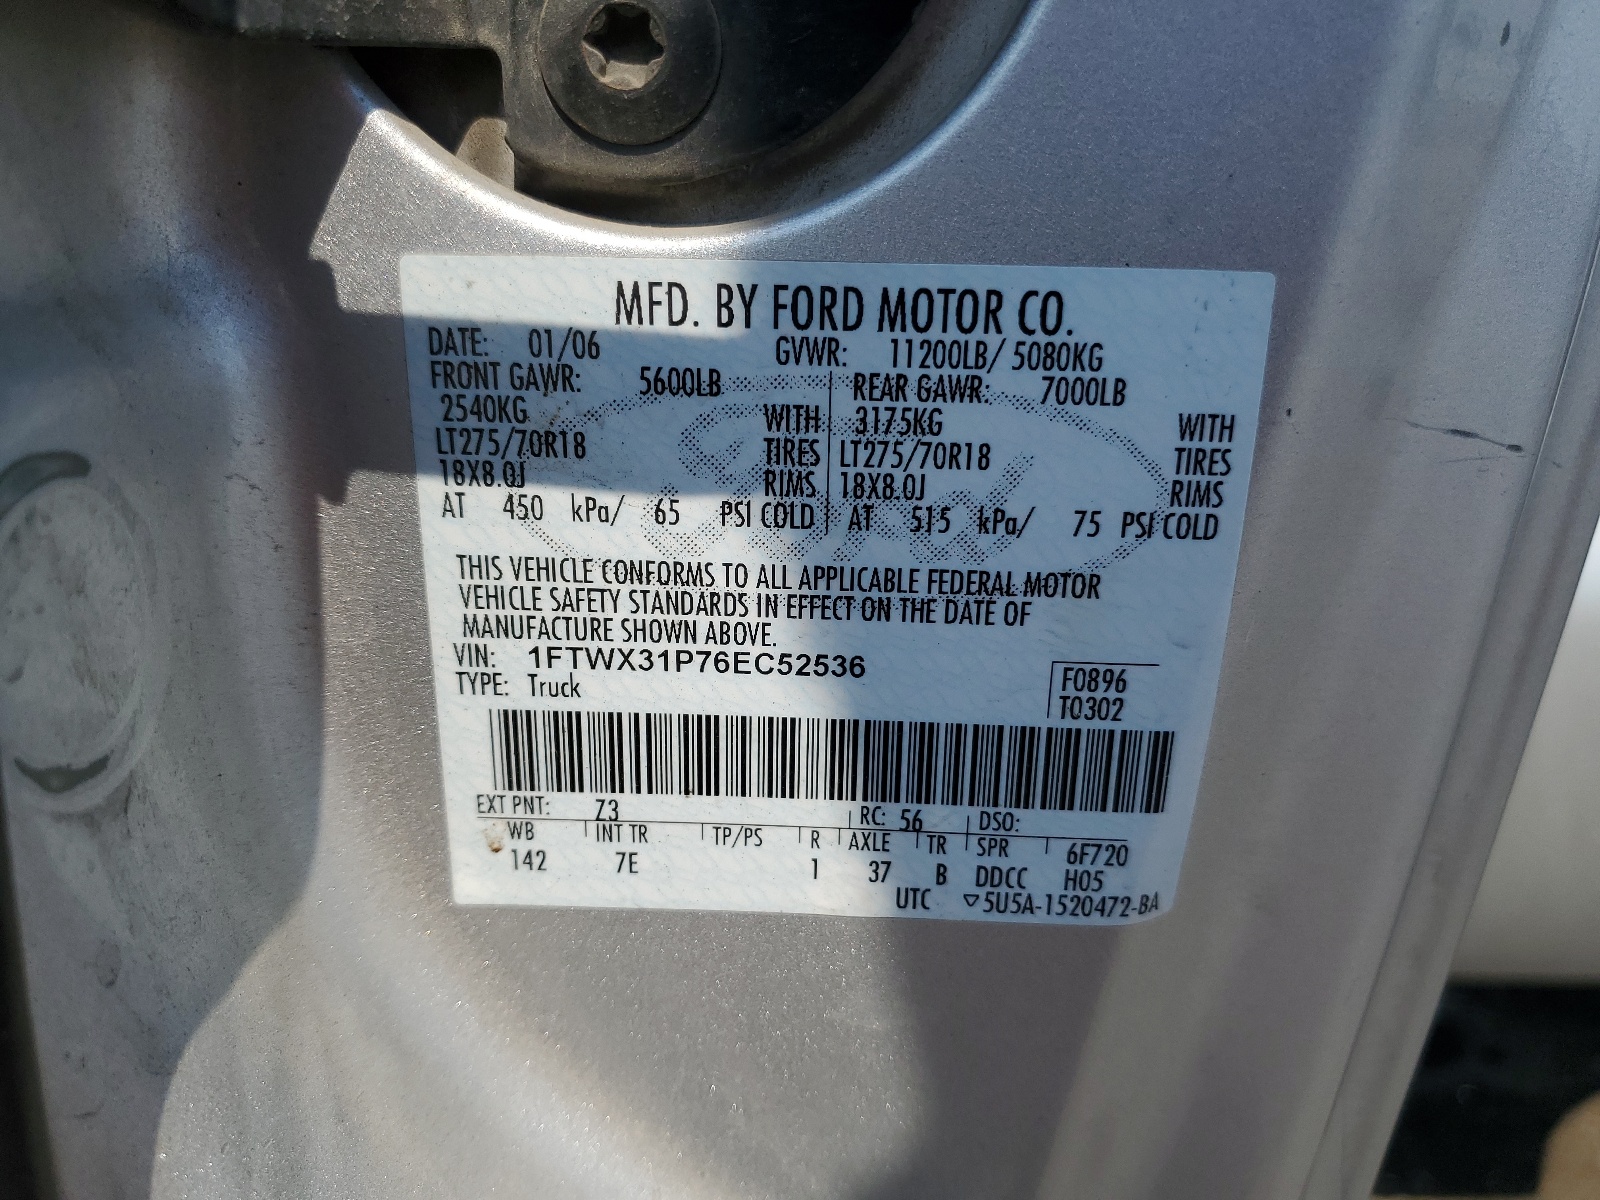 MFD. BY FORD MOTOR CO.
DATE: 01/06 GVWR: 11200LB/ 5080KG
FRONT GAWR: 5600LB REAR GAWR: 7000LB
2540KG WITH 3175KG WITH
LT275/70R18 TIRES LT275/70R18 TIRES
18X8.0J RIMS 18X8.0J RIMS
AT 450 kPa/ 65 PSI COLD AT 515 kPa/ 75 PSI COLD
Ford
THIS VEHICLE CONFORMS TO ALL APPLICABLE FEDERAL MOTOR
VEHICLE SAFETY STANDARDS IN EFFECT ON THE DATE OF
MANUFACTURE SHOWN ABOVE.
VIN: 1FTWX31P76EC52536
F0896
TYPE: Truck
T0302
EXT PNT: Z3 RC: 56 DSO:
WB INT TR TP/PS R AXLE TR SPR 6F720
142 7E 1 37 B DDCC H05
UTC ▽5U5A-1520472-BA